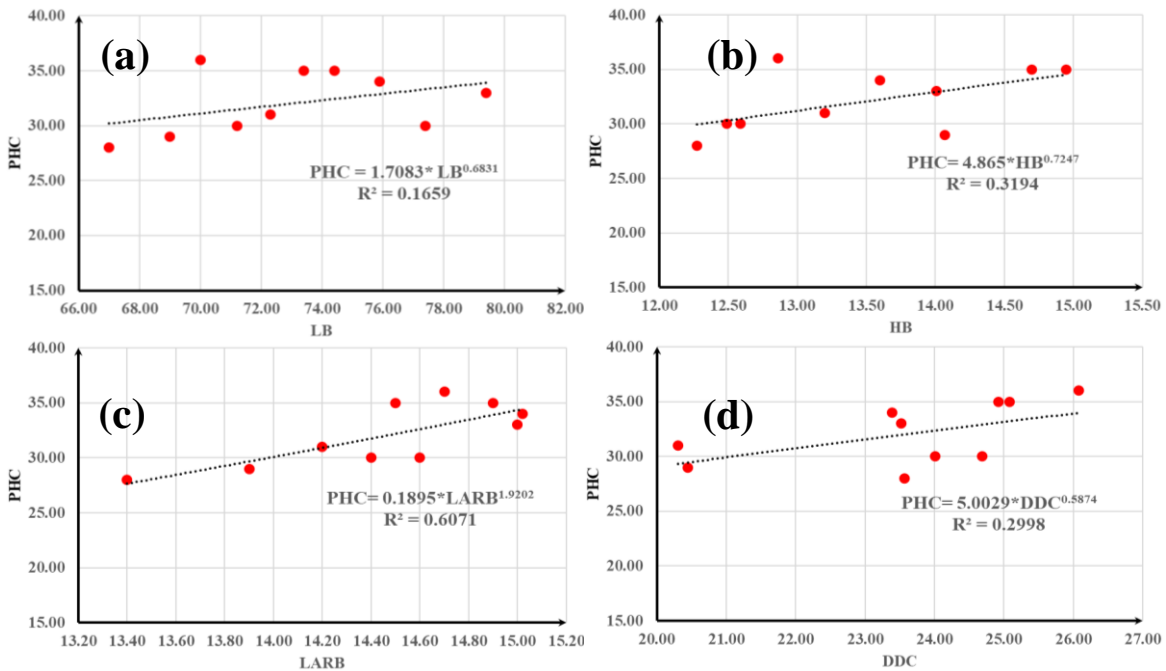 40.00
(a)
35.00
30.00
PHC
25.00
PHC = 1.7083* LB^0.6831
R² = 0.1659
20.00
15.00
66.00 68.00 70.00 72.00 74.00 76.00 78.00 80.00 82.00
LB
40.00
(b)
35.00
30.00
PHC
25.00
PHC= 4.865*HB^0.7247
R² = 0.3194
20.00
15.00
12.00 12.50 13.00 13.50 14.00 14.50 15.00 15.50
HB
40.00
(c)
35.00
30.00
PHC
25.00
PHC= 0.1895*LARB^1.9202
R² = 0.6071
20.00
15.00
13.20 13.40 13.60 13.80 14.00 14.20 14.40 14.60 14.80 15.00 15.20
LARB
40.00
(d)
35.00
30.00
PHC
25.00
PHC= 5.0029*DDC^0.5874
R² = 0.2998
20.00
15.00
20.00 21.00 22.00 23.00 24.00 25.00 26.00 27.00
DDC